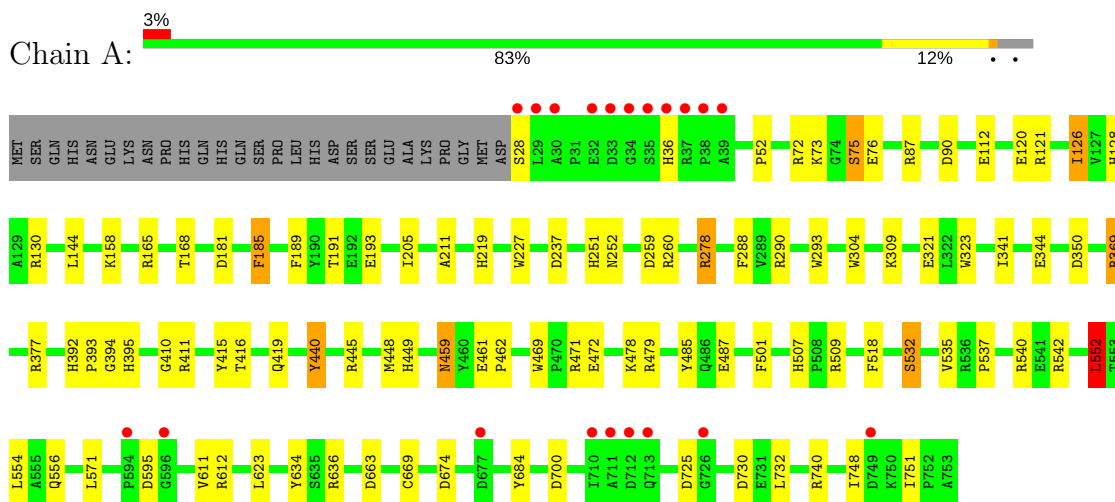 3%
Chain A:
83% 12% • •
MET SER GLN HIS ASN GLU LYS ASN PRO HIS GLN HIS GLN SER PRO LEU HIS ASP SER SER GLU ALA LYS PRO GLY MET ASP S28 L29 A30 P31 E32 D33 G34 S35 H36 R37 P38 A39 P52 R72 K73 G74 S75 E76 R87 D90 E112 E120 R121 I126 V127 H128
A129 R130 L144 K158 R165 T168 D181 F185 F189 Y190 T191 E192 E193 I205 A211 H219 W227 D237 H251 N252 D259 R260 R278 F288 V289 R290 W293 W304 K309 E321 L322 W323 I341 E344 D350 R369
R377 H392 P393 G394 H395 G410 R411 Y415 T416 Q419 Y440 R445 M448 H449 N459 Y460 E461 P462 W469 P470 R471 E472 K478 R479 Y485 Q486 E487 F501 H507 P508 R509 F518 S532 V535 R536 P537 R540 E541 R542 L552 T553
L554 A555 Q556 L571 P594 D595 G596 V611 R612 L623 Y634 S635 R636 D663 C669 D674 D677 Y684 D700 I710 A711 D712 Q713 D725 G726 D730 E731 L732 R740 I748 D749 K750 I751 P752 A753